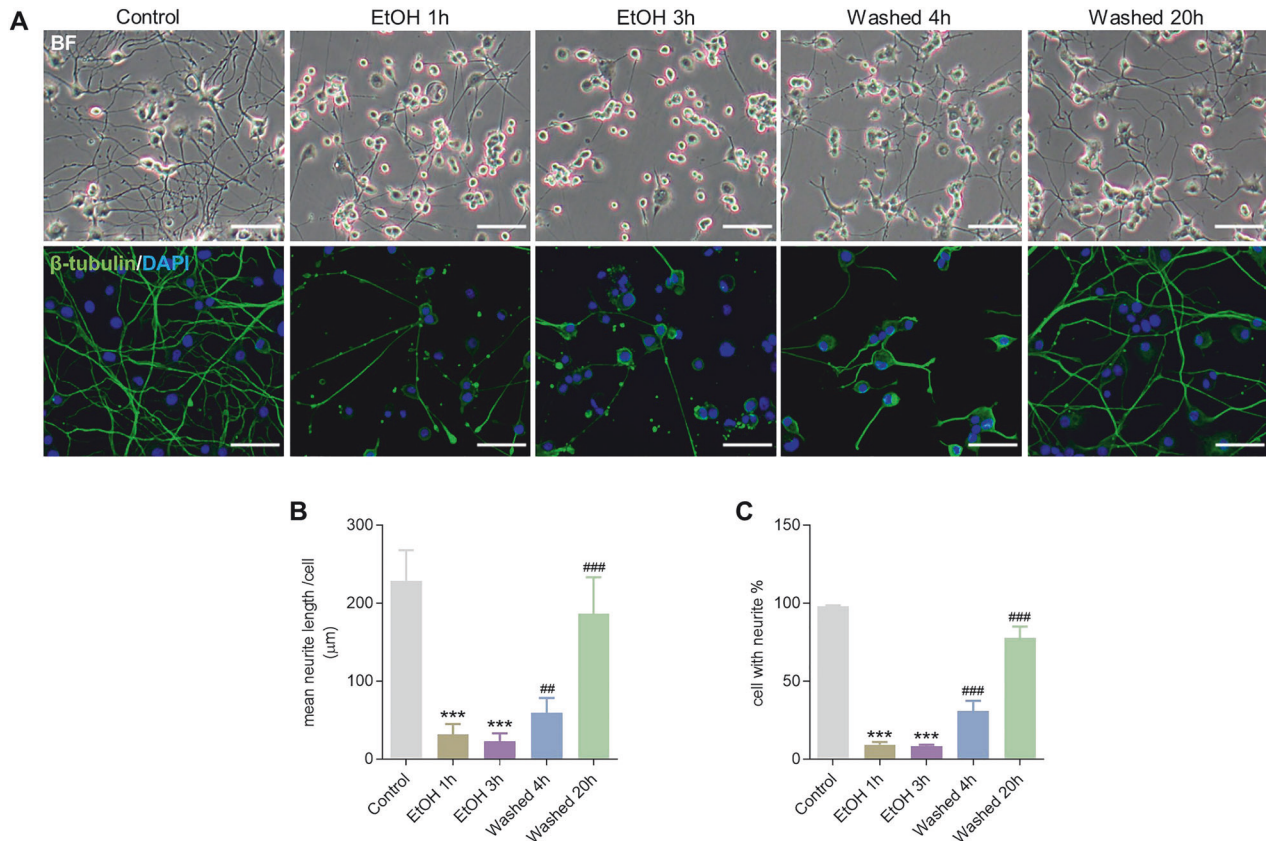 A
Control
EtOH 1h
EtOH 3h
Washed 4h
Washed 20h
BF
β-tubulin/DAPI
B
300
200
100
0
mean neurite length /cell
(μm)
***
***
##
###
Control
EtOH 1h
EtOH 3h
Washed 4h
Washed 20h
C
150
100
50
0
cell with neurite %
***
***
###
###
Control
EtOH 1h
EtOH 3h
Washed 4h
Washed 20h